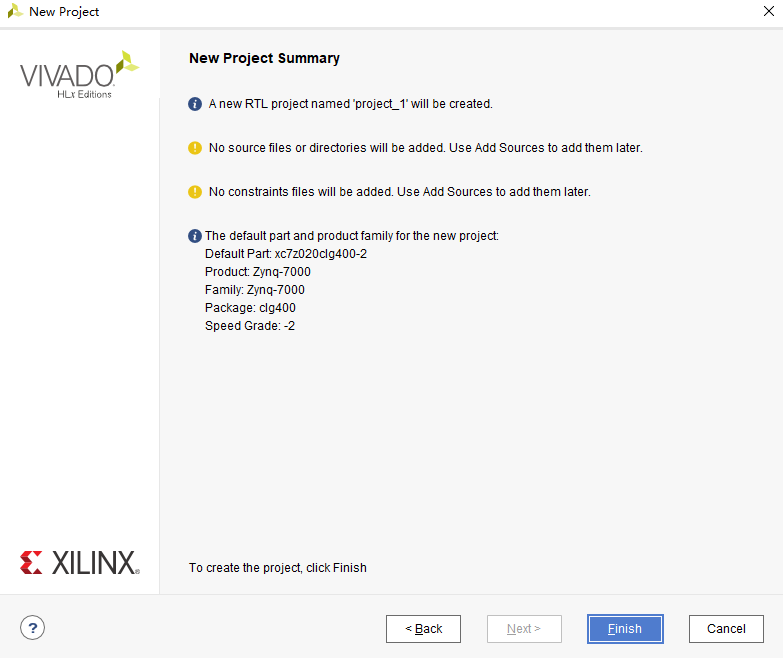 New Project
VIVADO
HLx Editions
New Project Summary
A new RTL project named 'project_1' will be created.
No source files or directories will be added. Use Add Sources to add them later.
No constraints files will be added. Use Add Sources to add them later.
The default part and product family for the new project:
Default Part: xc7z020clg400-2
Product: Zynq-7000
Family: Zynq-7000
Package: clg400
Speed Grade: -2
XILINX
To create the project, click Finish
?
< Back
Next >
Finish
Cancel